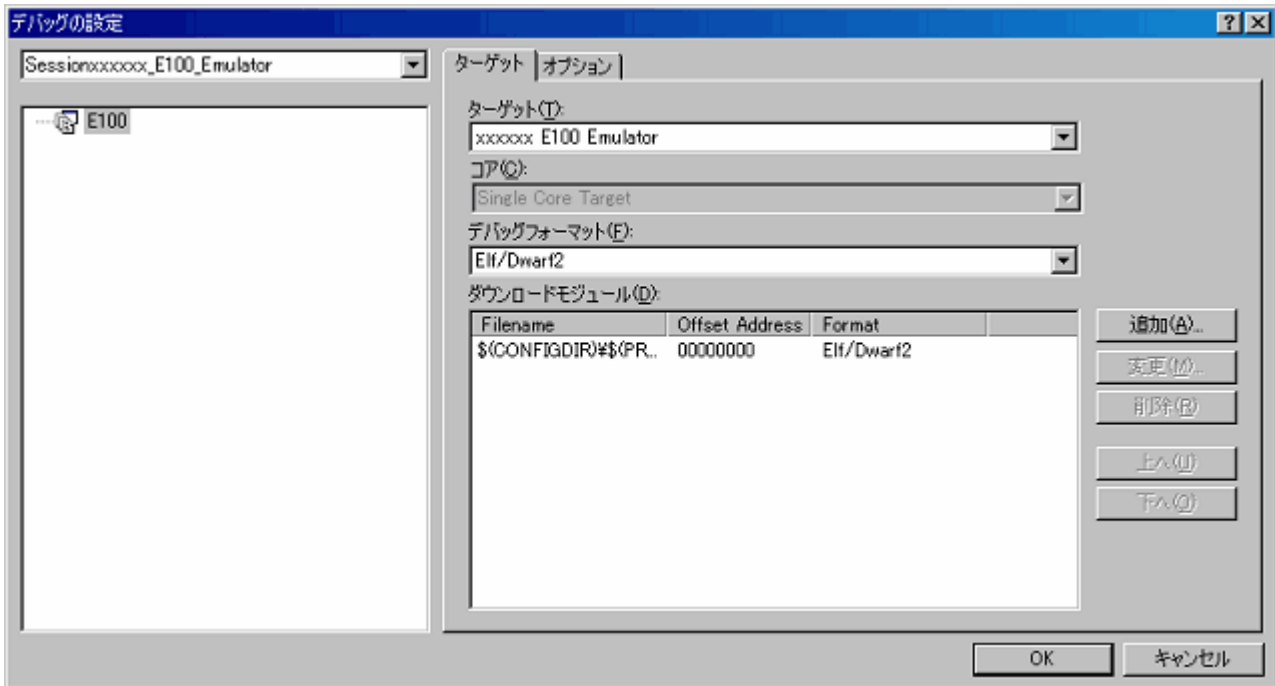 デバッグの設定
Sessionxxxxxx_E100_Emulator
E100
ターゲット オプション
ターゲット(T):
xxxxxx E100 Emulator
コア(C):
Single Core Target
デバッグフォーマット(F):
Elf/Dwarf2
ダウンロードモジュール(D):
Filename Offset Address Format
$(CONFIGDIR)¥$(PR... 00000000 Elf/Dwarf2
追加(A)...
変更(M)...
削除(R)
上へ(U)
下へ(O)
OK キャンセル